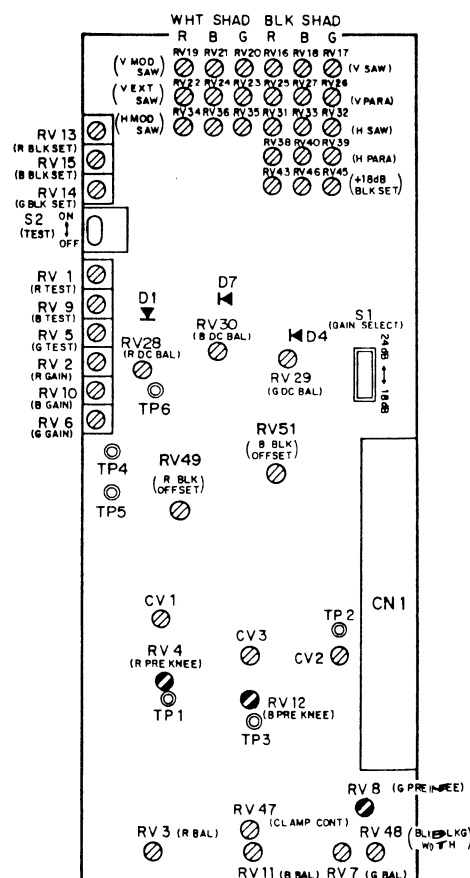 WHT SHAD BLK SHAD
R B G R B G
RV19 RV21 RV20 RV16 RV18 RV17
(V MOD SAW) (V SAW)
RV22 RV24 RV23 RV25 RV27 RV26
(V EXT SAW) (V PARA)
RV34 RV36 RV35 RV31 RV33 RV32
(H MOD SAW) (H SAW)
RV38 RV40 RV39
(H PARA)
RV43 RV46 RV45
(+18dB BLK SET)
RV 13
(R BLK SET)
RV 15
(B BLK SET)
RV 14
(G BLK SET)
S2 ON
(TEST) OFF
RV 1
(R TEST)
RV 9
(B TEST)
RV 5
(G TEST)
RV 2
(R GAIN)
RV 10
(B GAIN)
RV 6
(G GAIN)
D7
D1
RV30
(B DC BAL)
D4
RV28
(R DC BAL)
RV 29
(G DC BAL)
S1
(GAIN SELECT)
24dB ↔ 18dB
TP6
TP4
TP5
RV51
(B BLK OFFSET)
RV49
(R BLK OFFSET)
CN 1
CV 1
TP 2
CV3
CV2
RV 4
(R PRE KNEE)
TP 1
RV 12
(B PRE KNEE)
TP3
RV 8
RV 47
(CLAMP CONT)
RV 3 (R BAL)
RV 48
RV 11 (B BAL)
RV 7 (G BAL)